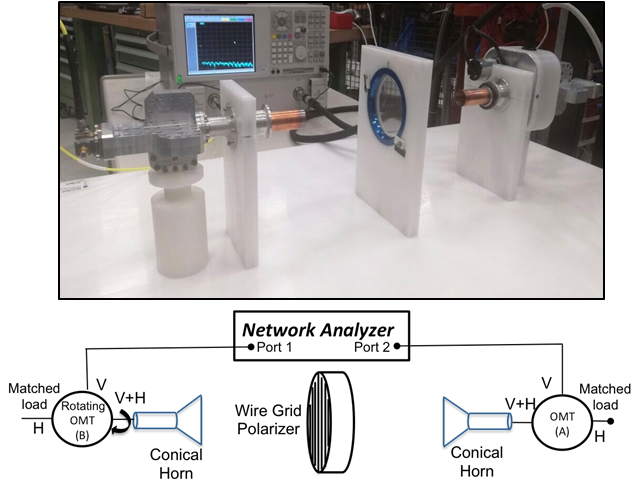 Network Analyzer
Port 1 Port 2
Matched
load
H
V
V+H
Rotating
OMT
(B)
Conical
Horn
Wire Grid
Polarizer
V
V+H
Matched
load
OMT
(A)
H
Conical
Horn